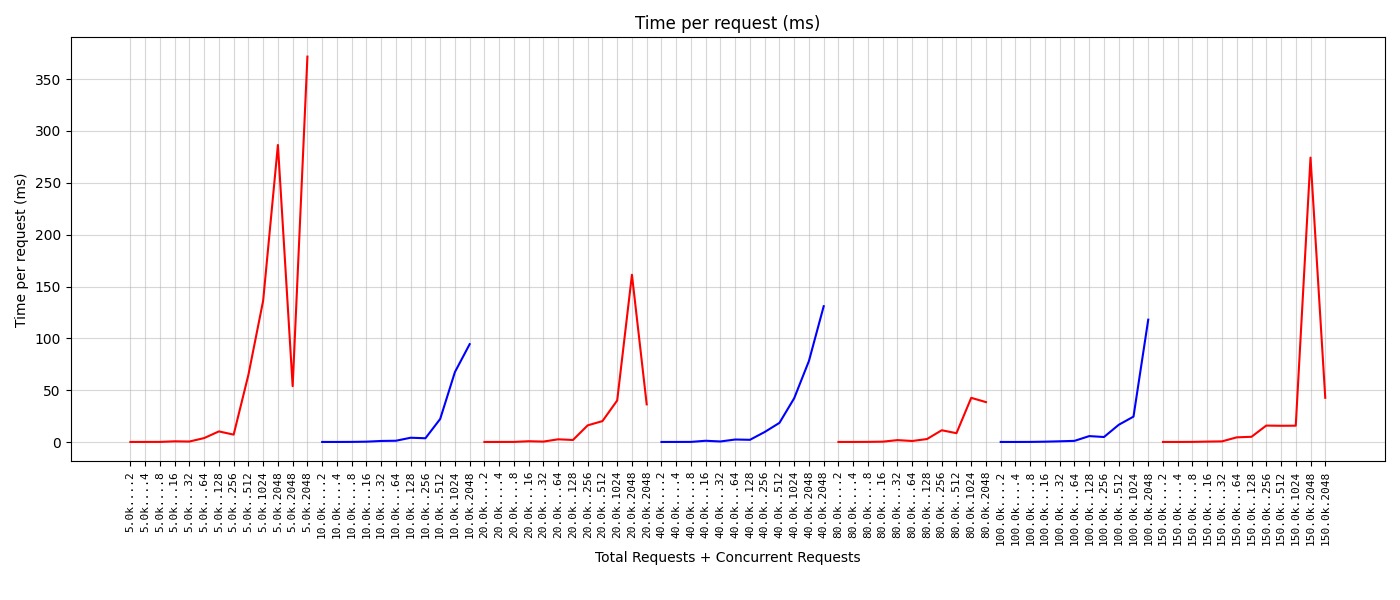 Time per request (ms)
Time per request (ms)
350
300
250
200
150
100
50
0
5.0k....2
5.0k....4
5.0k....8
5.0k...16
5.0k...32
5.0k...64
5.0k..128
5.0k..256
5.0k..512
5.0k.1024
5.0k.2048
5.0k.2048
5.0k.2048
10.0k....2
10.0k....4
10.0k....8
10.0k...16
10.0k...32
10.0k...64
10.0k..128
10.0k..256
10.0k..512
10.0k.1024
10.0k.2048
20.0k....2
20.0k....4
20.0k....8
20.0k...16
20.0k...32
20.0k...64
20.0k..128
20.0k..256
20.0k..512
20.0k.1024
20.0k.2048
20.0k.2048
40.0k....2
40.0k....4
40.0k....8
40.0k...16
40.0k...32
40.0k...64
40.0k..128
40.0k..256
40.0k..512
40.0k.1024
40.0k.2048
40.0k.2048
80.0k....2
80.0k....4
80.0k....8
80.0k...16
80.0k...32
80.0k...64
80.0k..128
80.0k..256
80.0k..512
80.0k.1024
80.0k.2048
100.0k....2
100.0k....4
100.0k....8
100.0k...16
100.0k...32
100.0k...64
100.0k..128
100.0k..256
100.0k..512
100.0k.1024
100.0k.2048
150.0k....2
150.0k....4
150.0k....8
150.0k...16
150.0k...32
150.0k...64
150.0k..128
150.0k..256
150.0k..512
150.0k.1024
150.0k.2048
150.0k.2048
Total Requests + Concurrent Requests